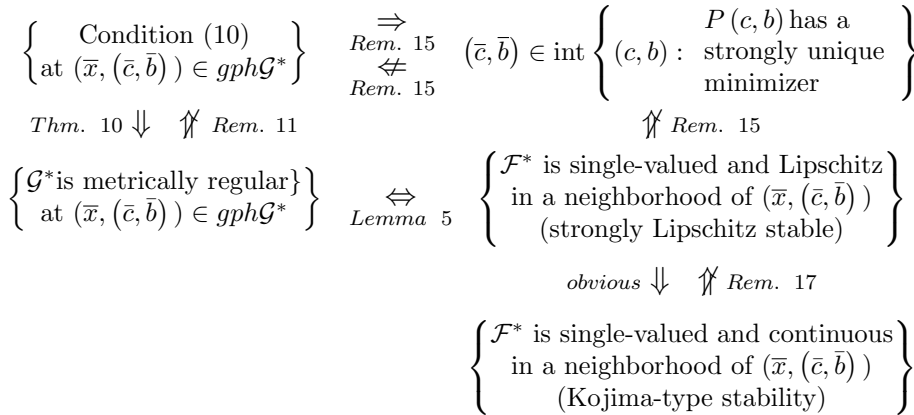 { Condition (10) at (x̅, (c̄, b̄) ) ∈ gphG* }
⇒ Rem. 15
⇍ Rem. 15
(c̄, b̄) ∈ int { (c, b) : P (c, b) has a strongly unique minimizer }
Thm. 10 ⇓ ⇑̸ Rem. 11
⇑̸ Rem. 15
{ 𝒢*is metrically regular} at (x̅, (c̄, b̄) ) ∈ gph𝒢* }
⇔ Lemma 5
{ ℱ* is single-valued and Lipschitz in a neighborhood of (x̅, (c̄, b̄) ) (strongly Lipschitz stable) }
obvious ⇓ ⇑̸ Rem. 17
{ ℱ* is single-valued and continuous in a neighborhood of (x̅, (c̄, b̄) ) (Kojima-type stability) }